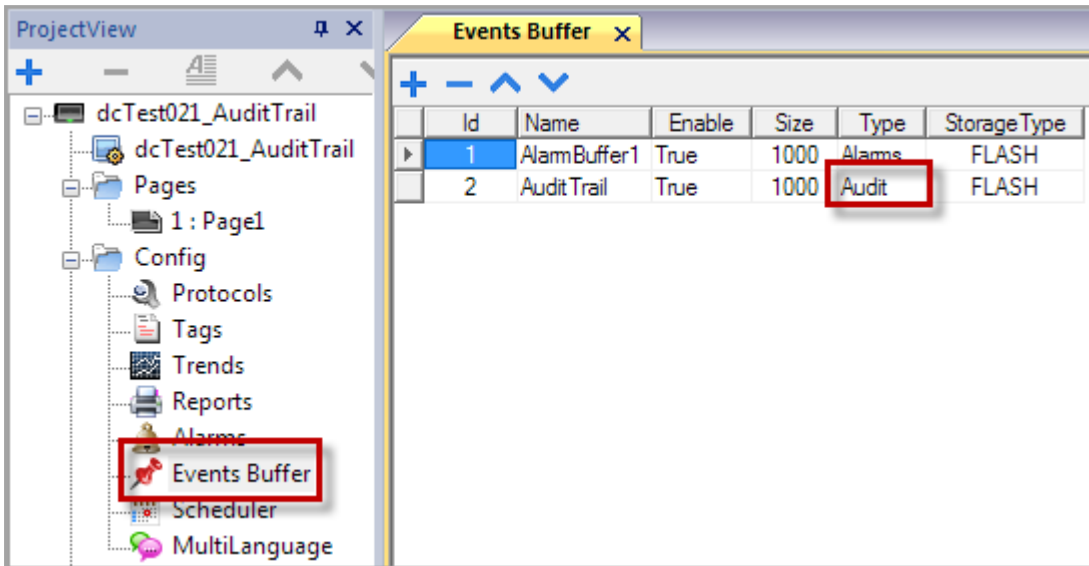 ProjectView
dcTest021_AuditTrail
dcTest021_AuditTrail
Pages
1 : Page1
Config
Protocols
Tags
Trends
Reports
Alarms
Events Buffer
Scheduler
MultiLanguage
Events Buffer
Id Name Enable Size Type StorageType
1 AlarmBuffer1 True 1000 Alarms FLASH
2 AuditTrail True 1000 Audit FLASH